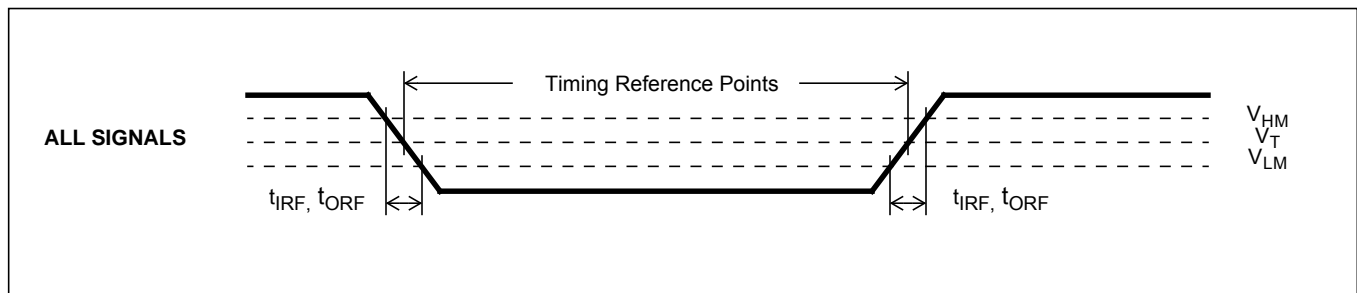 Timing Reference Points
ALL SIGNALS
V_HM
V_T
V_LM
t_IRF, t_ORF
t_IRF, t_ORF